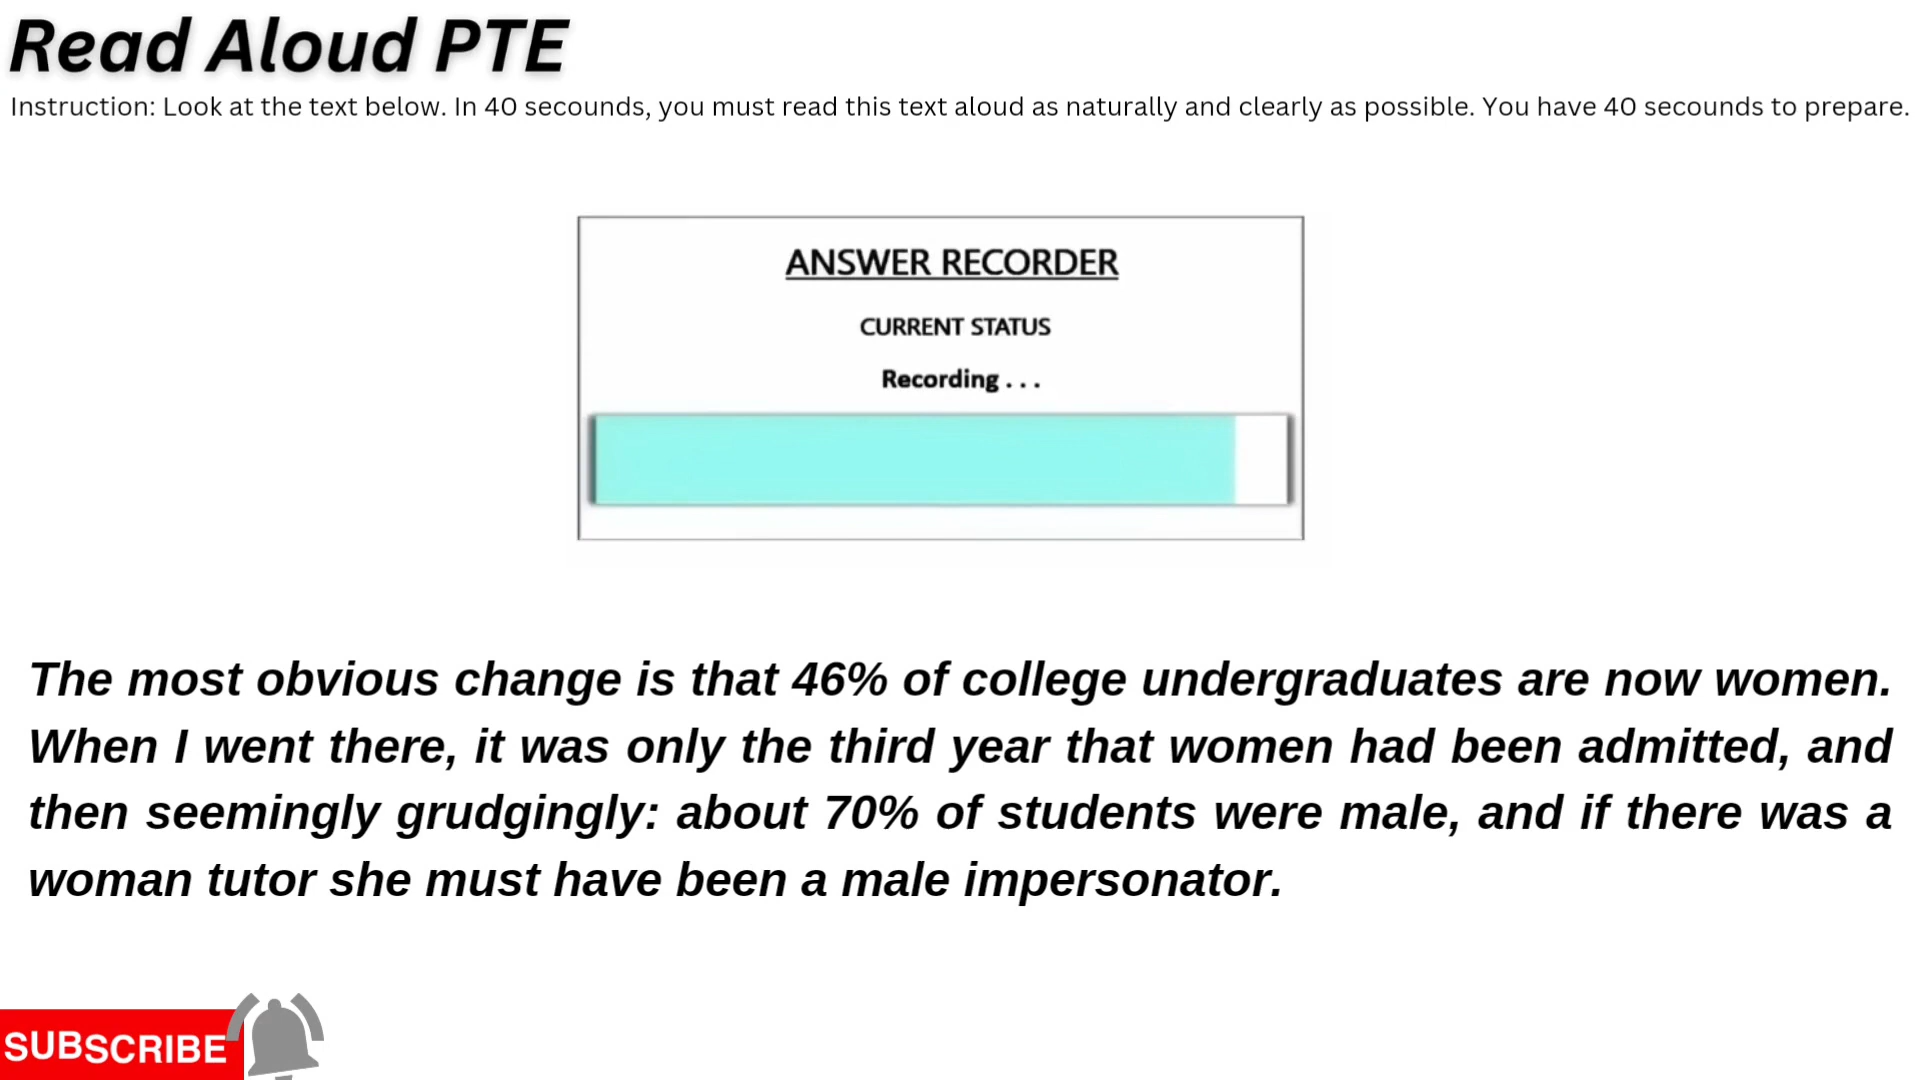 Read Aloud PTE
Instruction: Look at the text below. In 40 secounds, you must read this text aloud as naturally and clearly as possible. You have 40 secounds to prepare.
ANSWER RECORDER
CURRENT STATUS
Recording . . .
The most obvious change is that 46% of college undergraduates are now women.
When I went there, it was only the third year that women had been admitted, and
then seemingly grudgingly: about 70% of students were male, and if there was a
woman tutor she must have been a male impersonator.
SUBSCRIBE